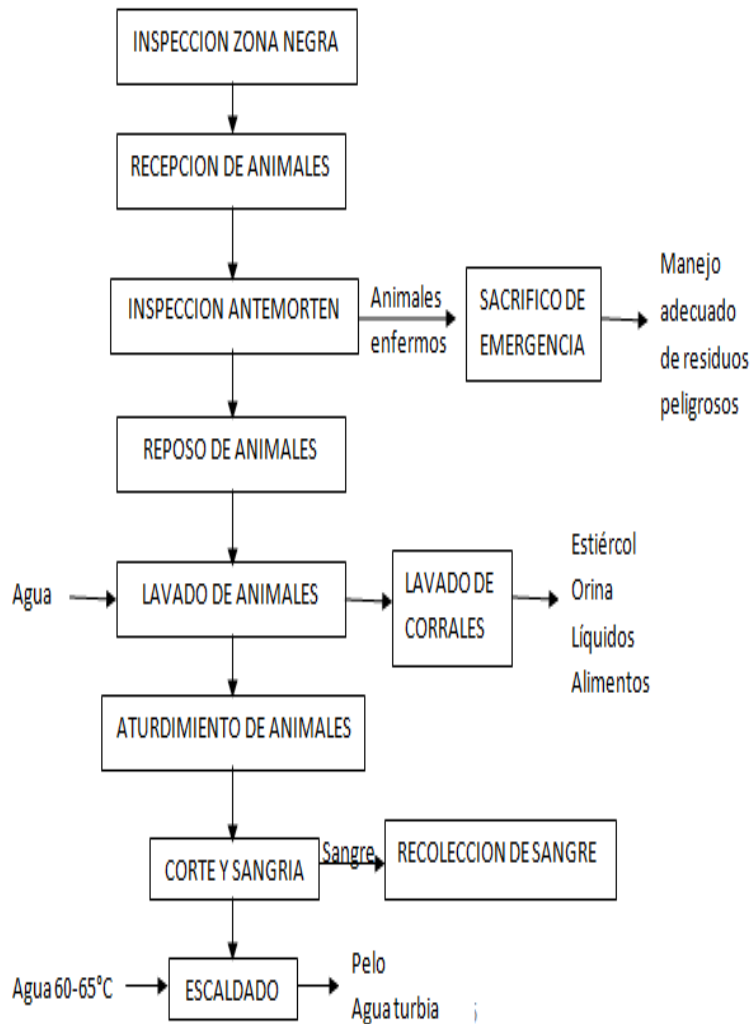 INSPECCION ZONA NEGRA
RECEPCION DE ANIMALES
INSPECCION ANTEMORTEN
Animales
enfermos
SACRIFICO DE
EMERGENCIA
Manejo
adecuado
de residuos
peligrosos
REPOSO DE ANIMALES
Agua
LAVADO DE ANIMALES
LAVADO DE
CORRALES
Estiércol
Orina
Líquidos
Alimentos
ATURDIMIENTO DE ANIMALES
CORTE Y SANGRIA
Sangre
RECOLECCION DE SANGRE
Agua 60-65°C
ESCALDADO
Pelo
Agua turbia